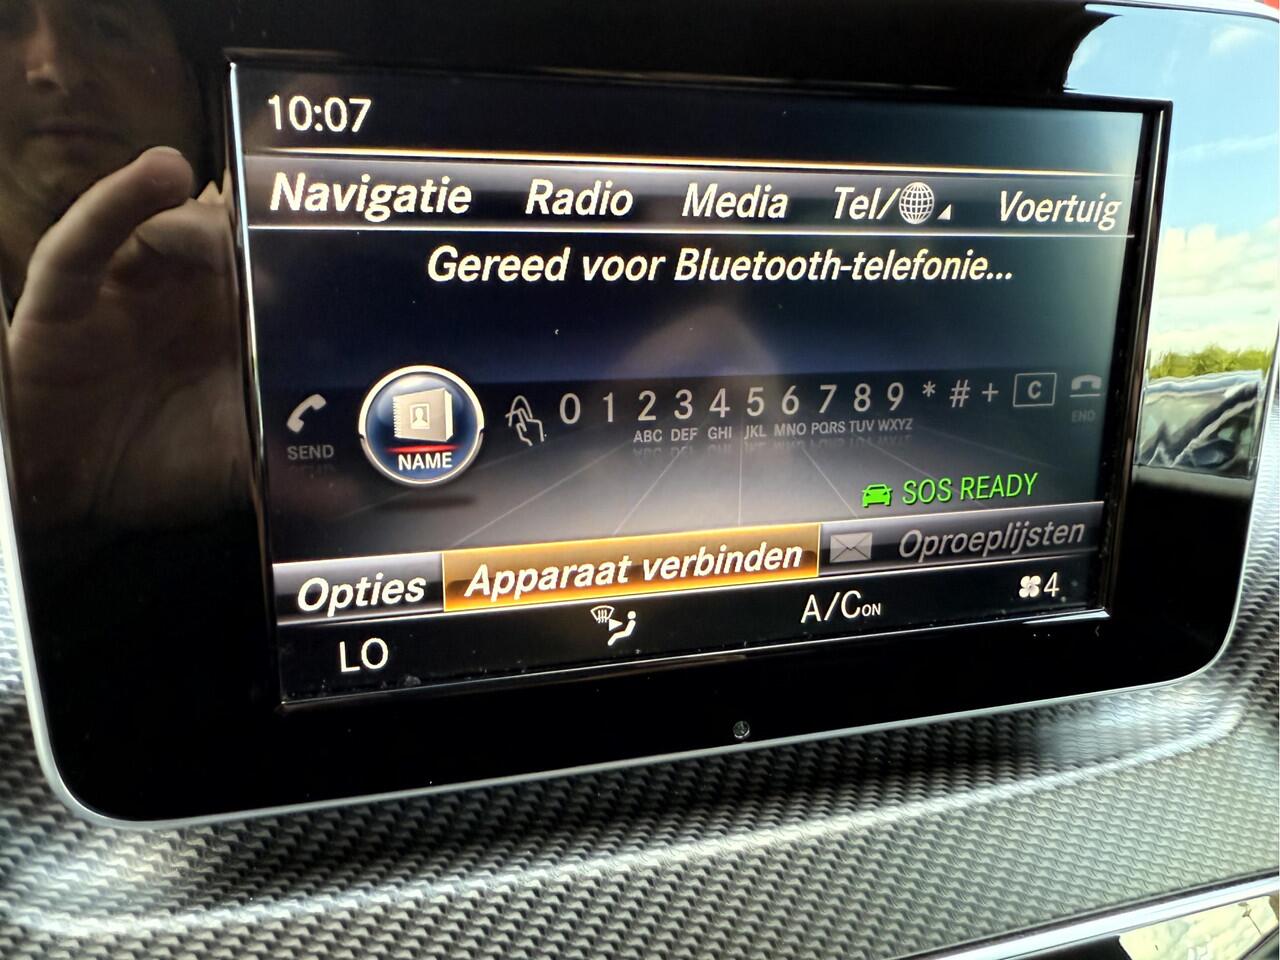 10:07
Navigatie Radio Media Tel/ Voertuig
Gereed voor Bluetooth-telefonie...
SEND NAME 0 1 2 3 4 5 6 7 8 9 * # + C END
ABC DEF GHI JKL MNO PQRS TUV WXYZ
SOS READY
Opties Apparaat verbinden Oproeplijsten
LO A/C ON 4